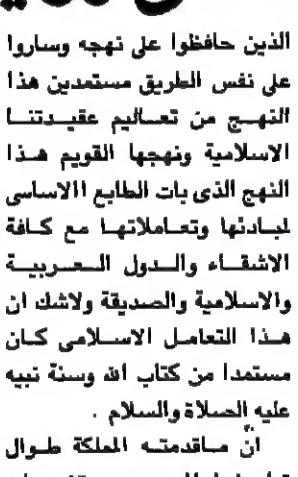 الذين حافظوا على نهجه وساروا
على نفس الطريق مستمدين هذا
النهج من تعاليم عقيدتنا
الاسلامية ونهجها القويم هذا
النهج الذى بات الطابع االاساسى
لمبادئها وتعاملاتها مع كافة
الاشقاء والدول العربية
والاسلامية والصديقة ولاشك ان
هذا التعامل الاسلامى كان
مستمدا من كتاب الله وسنة نبيه
عليه الصلاة والسلام .
ان ماقدمته المملكة طوال